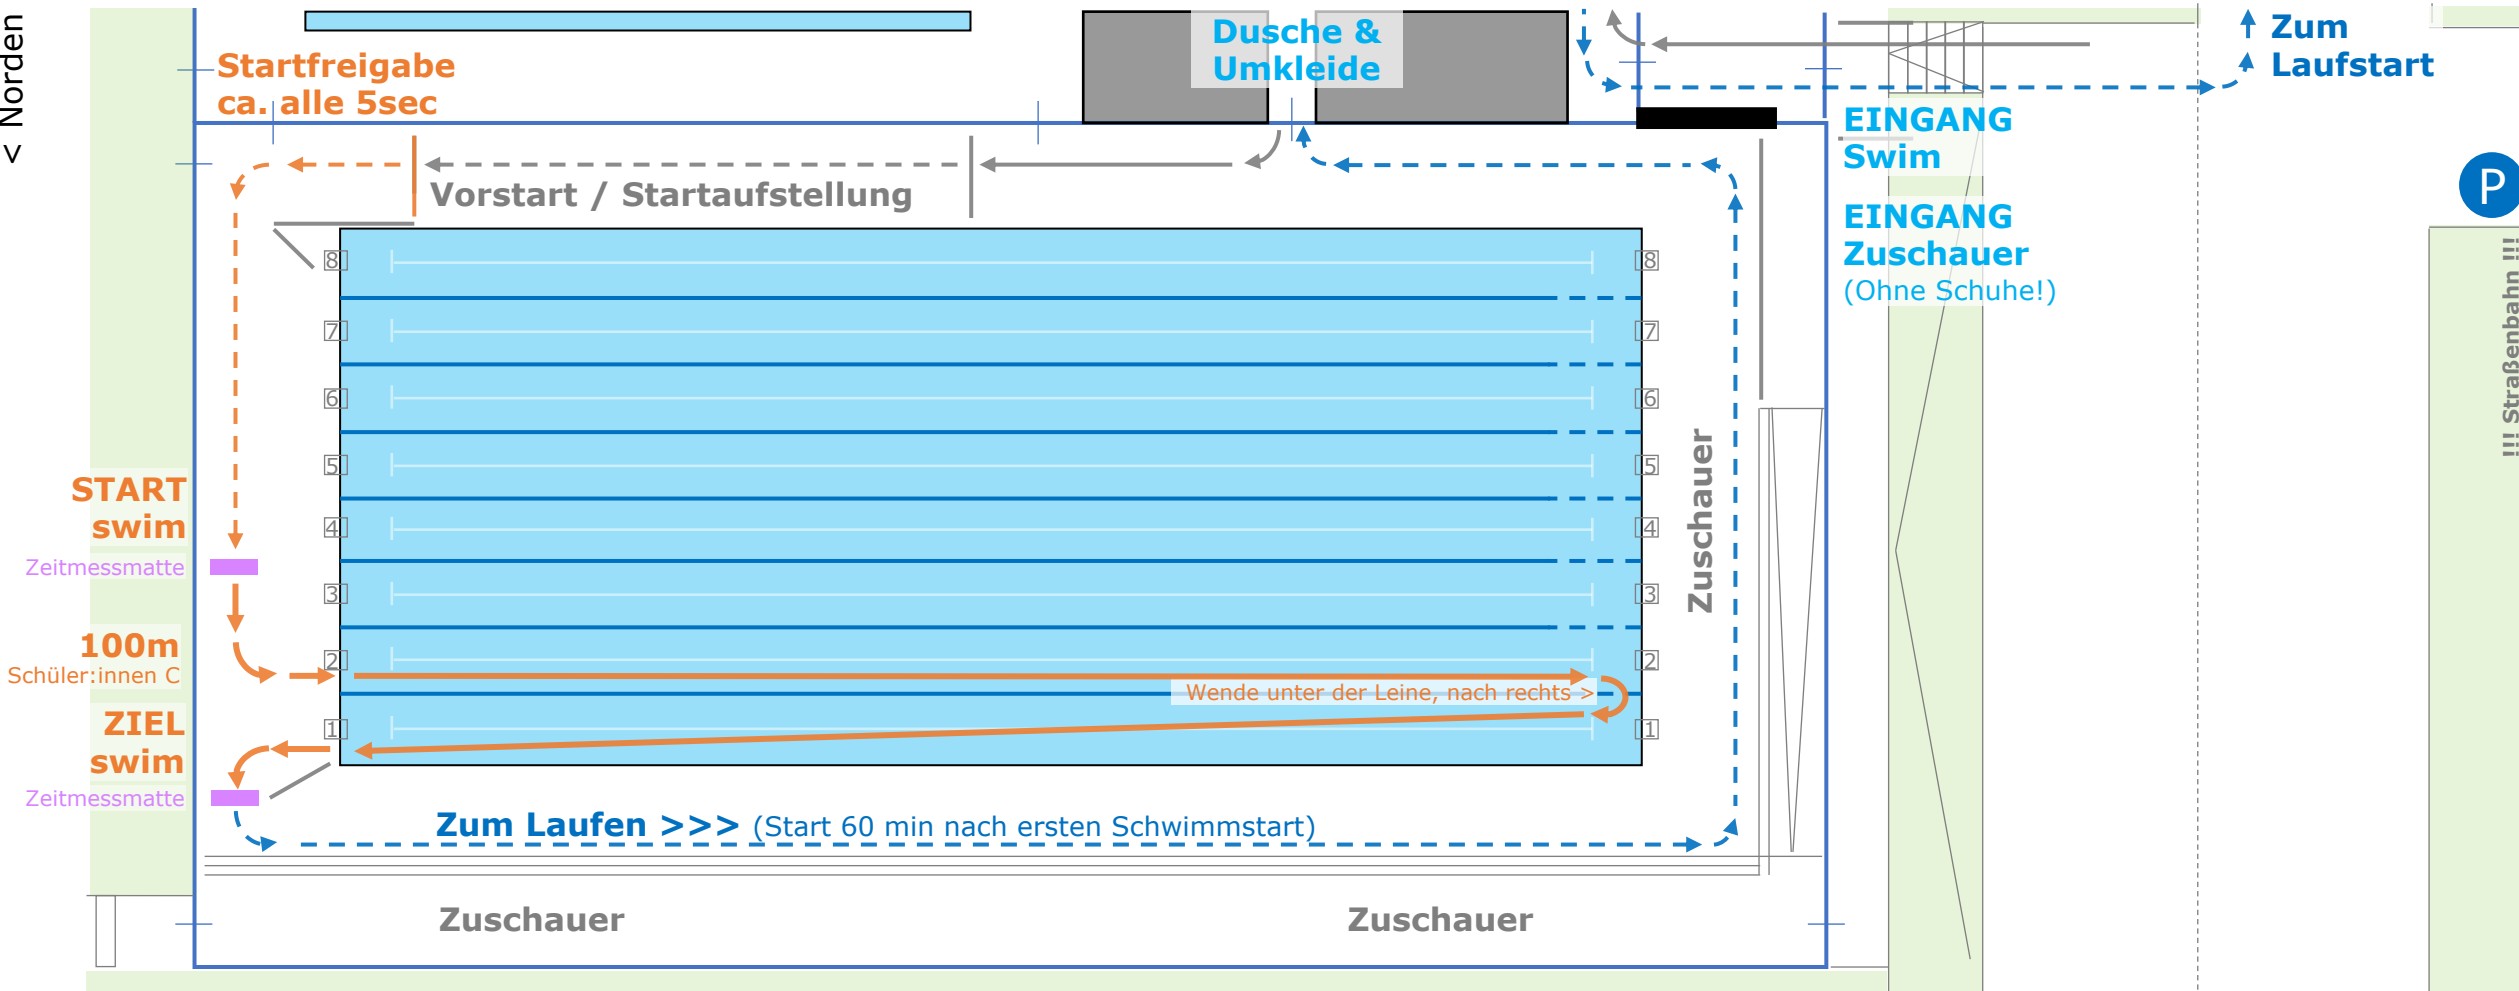 < Norden
Startfreigabe
ca. alle 5sec
Dusche &
Umkleide
Zum
Laufstart
EINGANG
Swim
EINGANG
Zuschauer
(Ohne Schuhe!)
P
!!! Straßenbahn !!!
Vorstart / Startaufstellung
8
8
7
7
6
6
5
5
4
4
3
3
2
2
1
1
Zuschauer
START
swim
Zeitmessmatte
100m
Schüler:innen C
Wende unter der Leine, nach rechts >
ZIEL
swim
Zeitmessmatte
Zum Laufen >>> (Start 60 min nach ersten Schwimmstart)
Zuschauer
Zuschauer